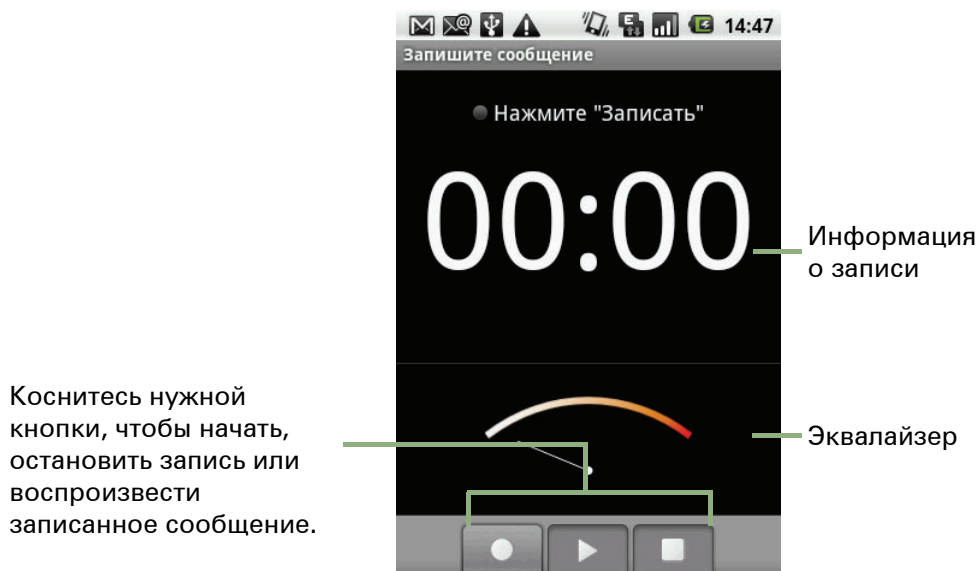 14:47
Запишите сообщение
Нажмите "Записать"
00:00
Информация
о записи
Коснитесь нужной
кнопки, чтобы начать,
остановить запись или
воспроизвести
записанное сообщение.
Эквалайзер